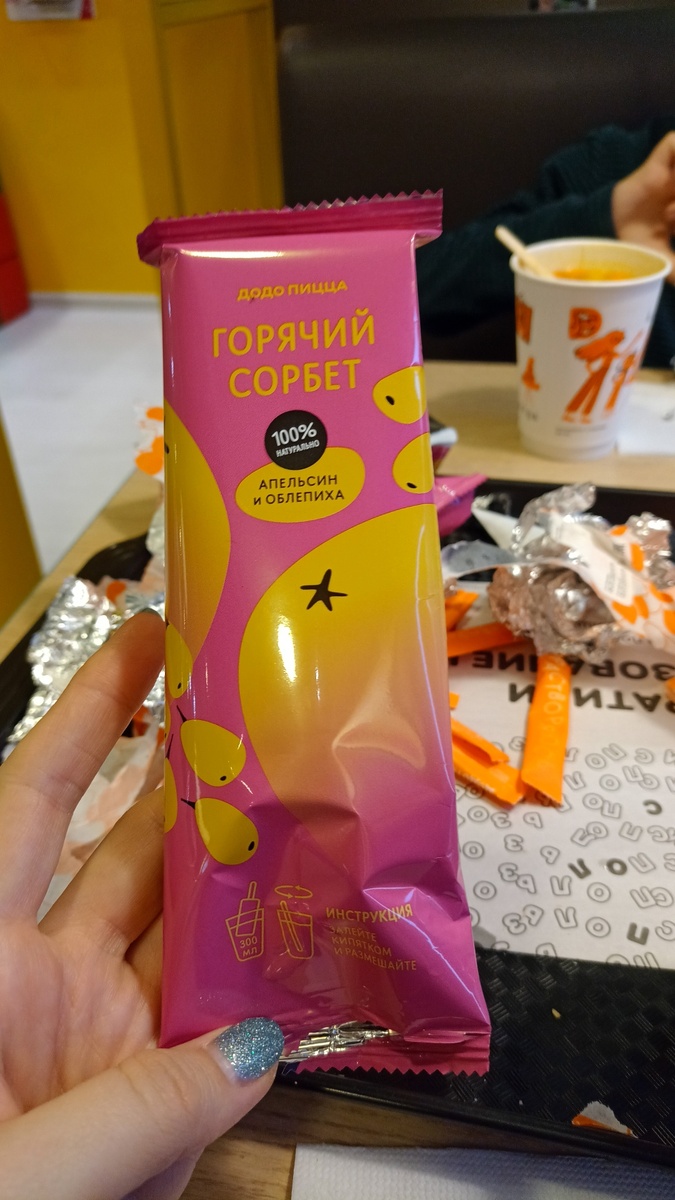 ДОДО ПИЦЦА
ГОРЯЧИЙ
СОРБЕТ
100%
НАТУРАЛЬНО
АПЕЛЬСИН
И ОБЛЕПИХА
300
МЛ
ИНСТРУКЦИЯ
ЗАЛЕЙТЕ
КИПЯТКОМ
И РАЗМЕШАЙТЕ